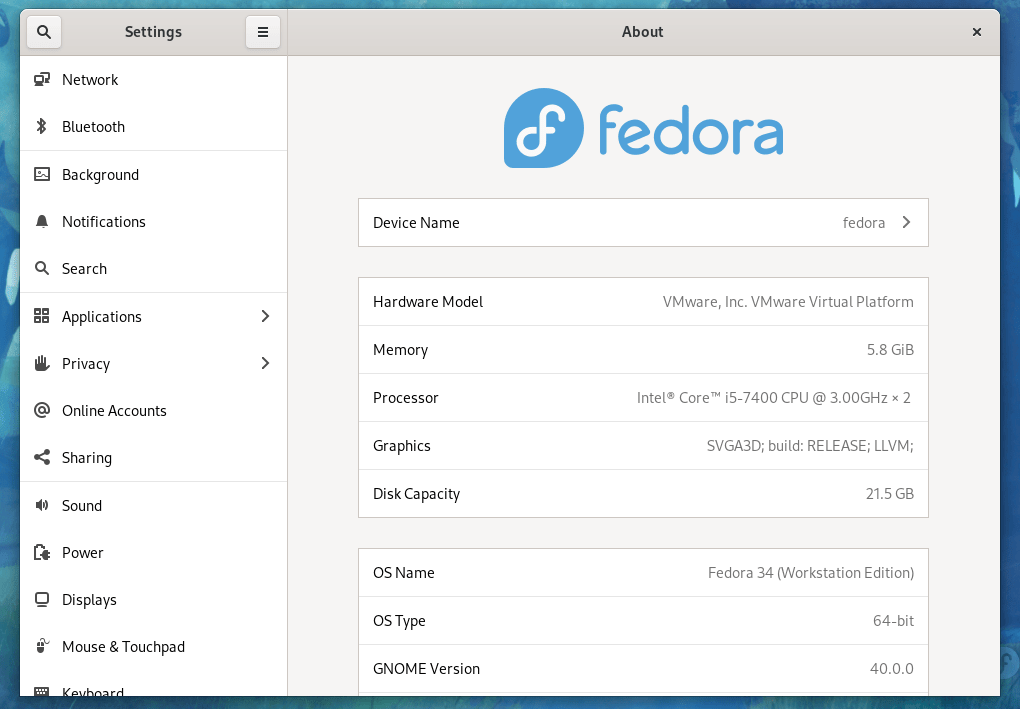 Settings
About
Network
Bluetooth
Background
Notifications
Search
Applications
Privacy
Online Accounts
Sharing
Sound
Power
Displays
Mouse & Touchpad
Keyboard
fedora
Device Name fedora
Hardware Model VMware, Inc. VMware Virtual Platform
Memory 5.8 GiB
Processor Intel® Core™ i5-7400 CPU @ 3.00GHz × 2
Graphics SVGA3D; build: RELEASE; LLVM;
Disk Capacity 21.5 GB
OS Name Fedora 34 (Workstation Edition)
OS Type 64-bit
GNOME Version 40.0.0